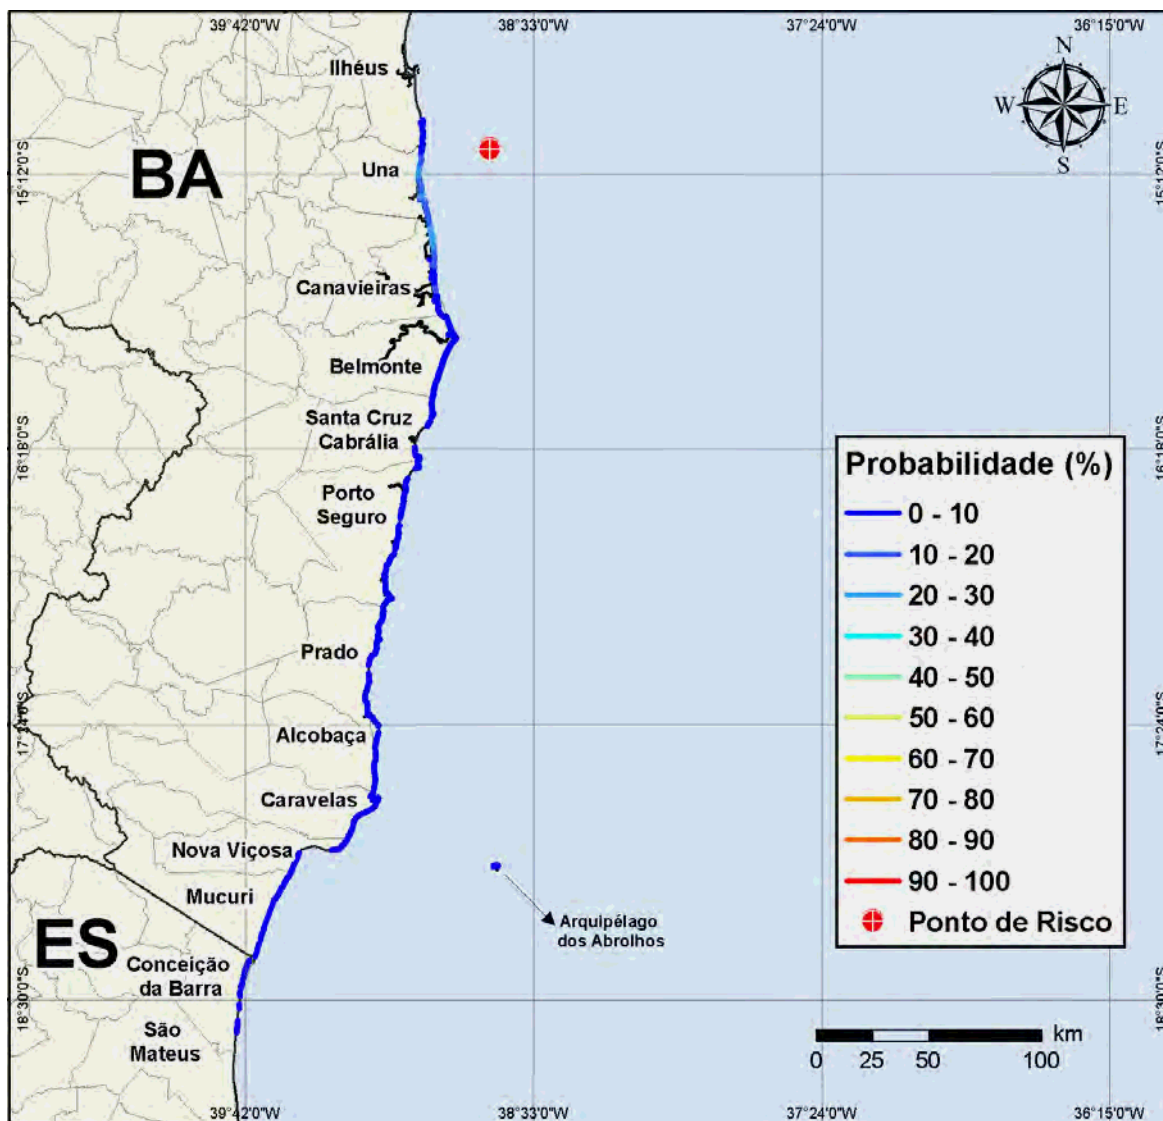 39°42'0"W
38°33'0"W
37°24'0"W
36°15'0"W
N
W
E
S
Ilhéus
BA
Una
15°12'0"S
15°12'0"S
Canavieiras
Belmonte
Santa Cruz
Cabrália
16°18'0"S
16°18'0"S
Porto
Seguro
Prado
17°24'0"S
17°24'0"S
Alcobaça
Caravelas
Nova Viçosa
Mucuri
ES
Conceição
da Barra
18°30'0"S
18°30'0"S
São
Mateus
Arquipélago
dos Abrolhos
Probabilidade (%)
0 - 10
10 - 20
20 - 30
30 - 40
40 - 50
50 - 60
60 - 70
70 - 80
80 - 90
90 - 100
Ponto de Risco
km
0 25 50 100
39°42'0"W
38°33'0"W
37°24'0"W
36°15'0"W